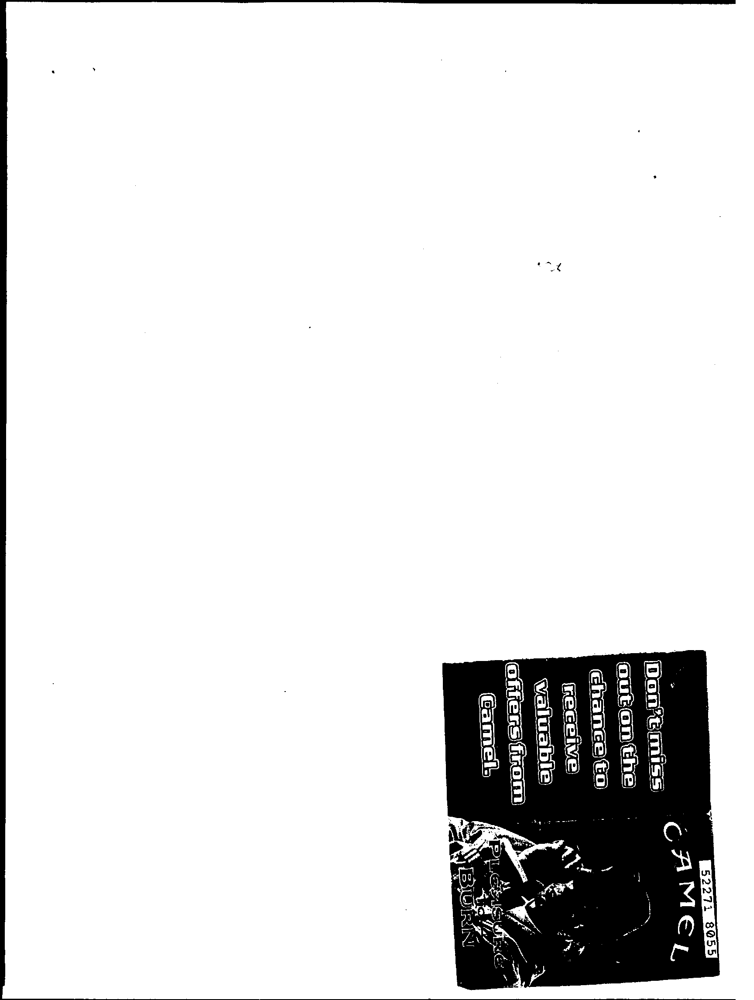 Don't miss
out on the
chance to
receive
valuable
offers from
Camel.
CAMEL
PLeasure
to
BURN
52271 8055